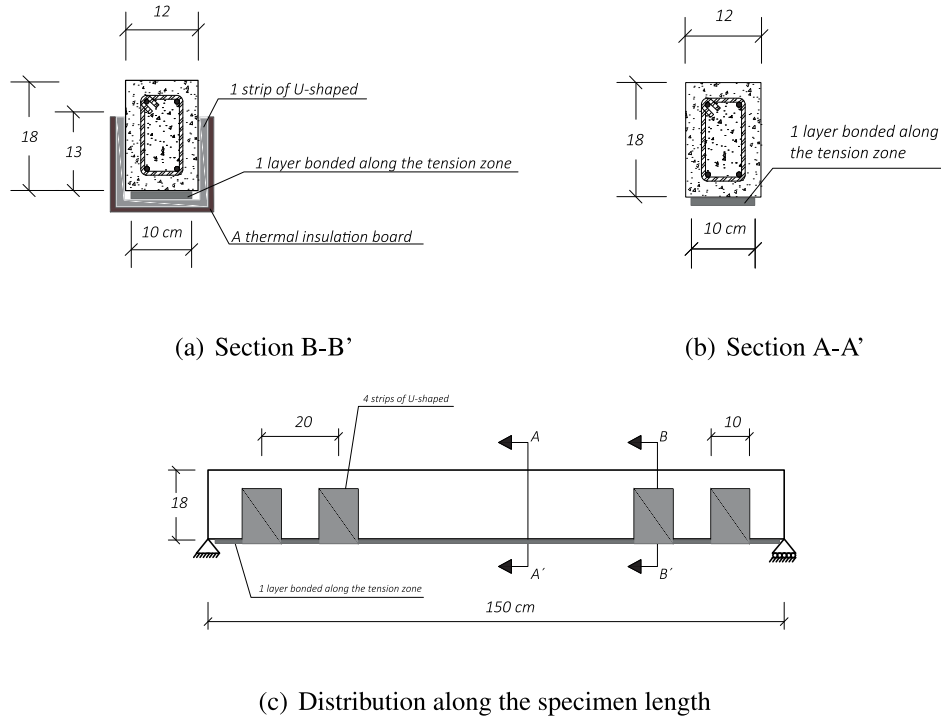 12
1 strip of U-shaped
18
13
1 layer bonded along the tension zone
10 cm
A thermal insulation board
(a) Section B-B’
12
18
1 layer bonded along
the tension zone
10 cm
(b) Section A-A’
4 strips of U-shaped
20
A
B
10
18
A´
B´
1 layer bonded along the tension zone
150 cm
(c) Distribution along the specimen length